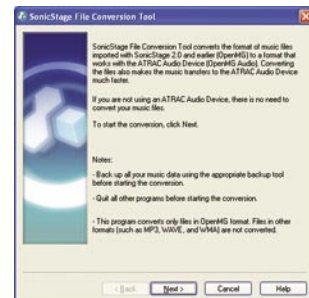 SonicStage File Conversion Tool
SonicStage File Conversion Tool converts the format of music files
imported with SonicStage 2.0 and earlier (OpenMG) to a format that
works with the ATRAC Audio Device (OpenMG Audio). Converting
the files also makes the music transfers to the ATRAC Audio Device
much faster.
If you are not using an ATRAC Audio Device, there is no need to
convert your music files.
To start the conversion, click Next.
Notes:
- Back up all your music data using the appropriate backup tool
before starting the conversion.
- Quit all other programs before starting the conversion.
- This program converts only files in OpenMG format. Files in other
formats (such as MP3, WAVE, and WMA) are not converted.
< Back
Next >
Cancel
Help